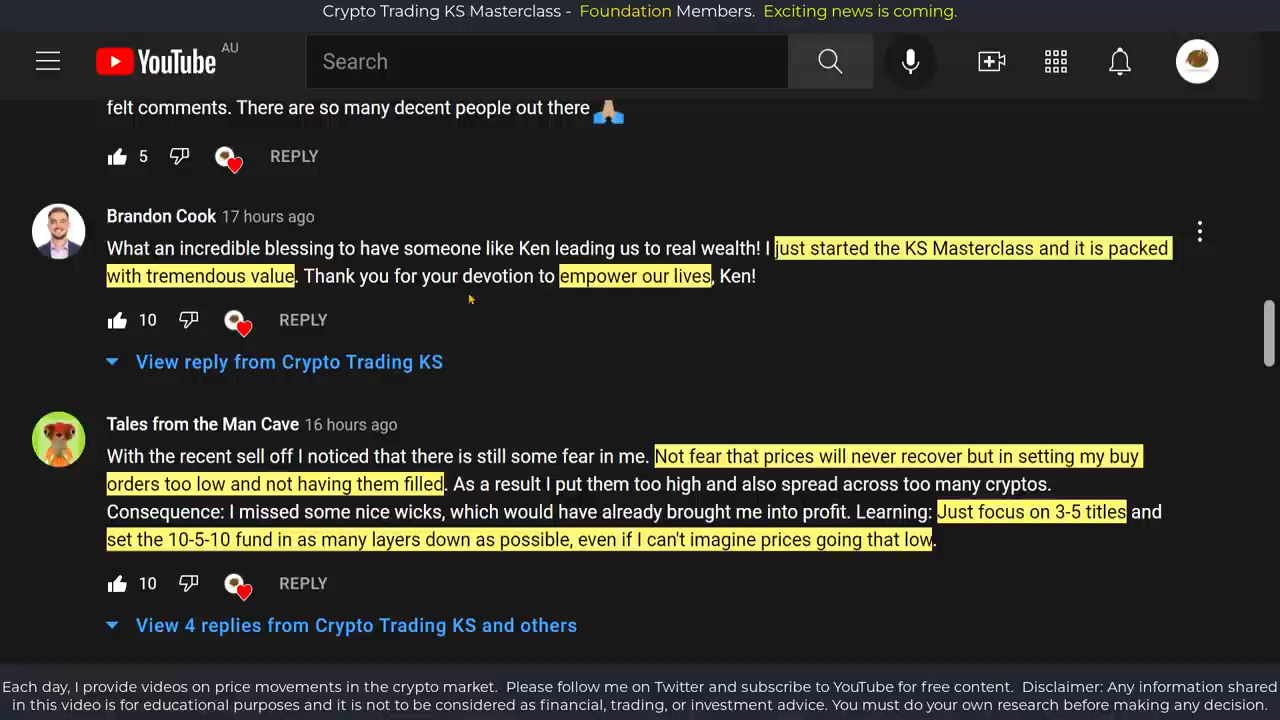 Crypto Trading KS Masterclass - Foundation Members. Exciting news is coming.
YouTube AU
Search
felt comments. There are so many decent people out there
5 REPLY
Brandon Cook 17 hours ago
What an incredible blessing to have someone like Ken leading us to real wealth! I just started the KS Masterclass and it is packed
with tremendous value. Thank you for your devotion to empower our lives, Ken!
10 REPLY
View reply from Crypto Trading KS
Tales from the Man Cave 16 hours ago
With the recent sell off I noticed that there is still some fear in me. Not fear that prices will never recover but in setting my buy
orders too low and not having them filled. As a result I put them too high and also spread across too many cryptos.
Consequence: I missed some nice wicks, which would have already brought me into profit. Learning: Just focus on 3-5 titles and
set the 10-5-10 fund in as many layers down as possible, even if I can't imagine prices going that low.
10 REPLY
View 4 replies from Crypto Trading KS and others
Each day, I provide videos on price movements in the crypto market. Please follow me on Twitter and subscribe to YouTube for free content. Disclaimer: Any information shared
in this video is for educational purposes and it is not to be considered as financial, trading, or investment advice. You must do your own research before making any decision.